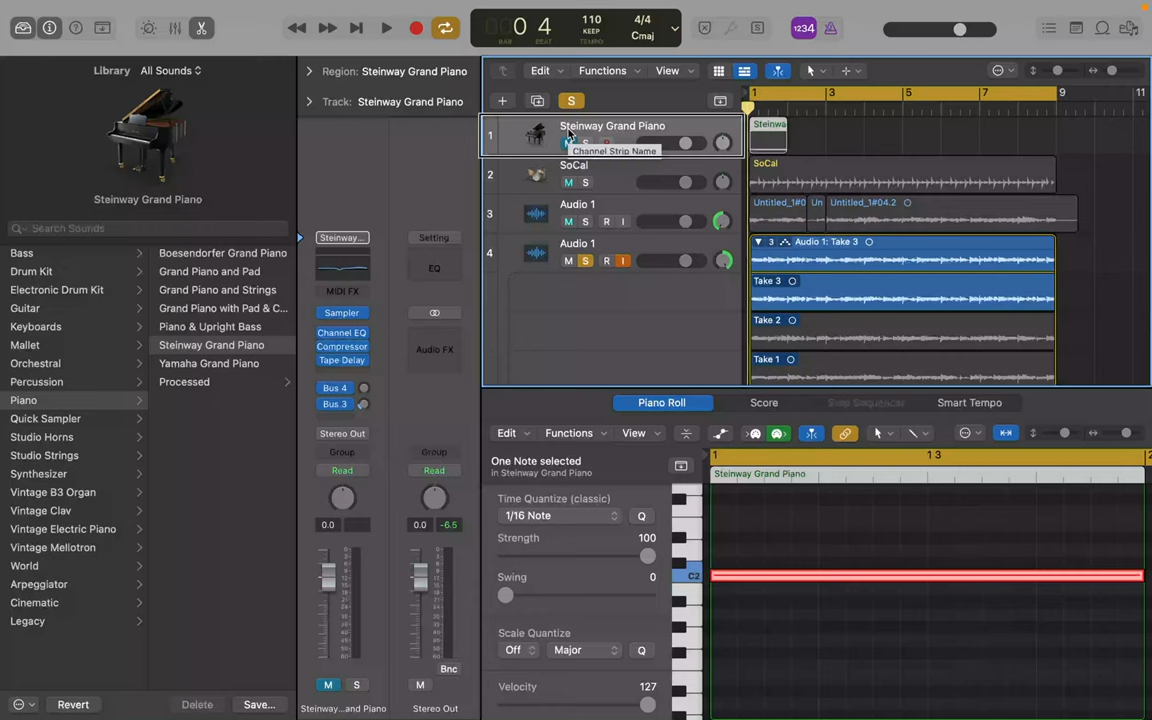 Library
All Sounds
Steinway Grand Piano
Search Sounds
Bass
Drum Kit
Electronic Drum Kit
Guitar
Keyboards
Mallet
Orchestral
Percussion
Piano
Quick Sampler
Studio Horns
Studio Strings
Synthesizer
Vintage B3 Organ
Vintage Clav
Vintage Electric Piano
Vintage Mellotron
World
Arpeggiator
Cinematic
Legacy
Boesendorfer Grand Piano
Grand Piano and Pad
Grand Piano and Strings
Grand Piano with Pad & C...
Piano & Upright Bass
Steinway Grand Piano
Yamaha Grand Piano
Processed
Revert
Delete
Save...
Region: Steinway Grand Piano
Track: Steinway Grand Piano
Steinway...
MIDI FX
Sampler
Channel EQ
Compressor
Tape Delay
Bus 4
Bus 3
Stereo Out
Group
Read
0.0
M S
Steinway...and Piano
Setting
EQ
Audio FX
Group
Read
0.0 -6.5
Bnc
M
Stereo Out
0 4
BAR BEAT
110
KEEP
TEMPO
4/4
Cmaj
1234
Edit Functions View
S
1 3 5 7 9 11
1
Steinway Grand Piano
Channel Strip Name
2
SoCal
M S
3
Audio 1
M S R I
4
Audio 1
M S R I
Steinwa
SoCal
Untitled_1#0
Un
Untitled_1#04.2
3 Audio 1: Take 3
Take 3
Take 2
Take 1
Piano Roll
Score
Step Sequencer
Smart Tempo
Edit Functions View
One Note selected
in Steinway Grand Piano
Time Quantize (classic)
1/16 Note Q
Strength 100
Swing 0
Scale Quantize
Off Major Q
Velocity 127
1 1 3 2
Steinway Grand Piano
C2